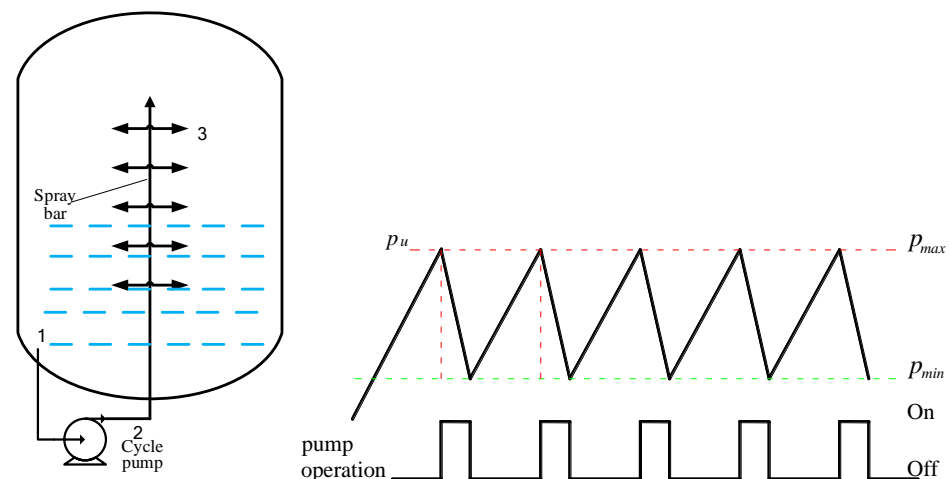 3
Spray
bar
1
2
Cycle
pump
pu
pmax
pmin
On
pump
operation
Off